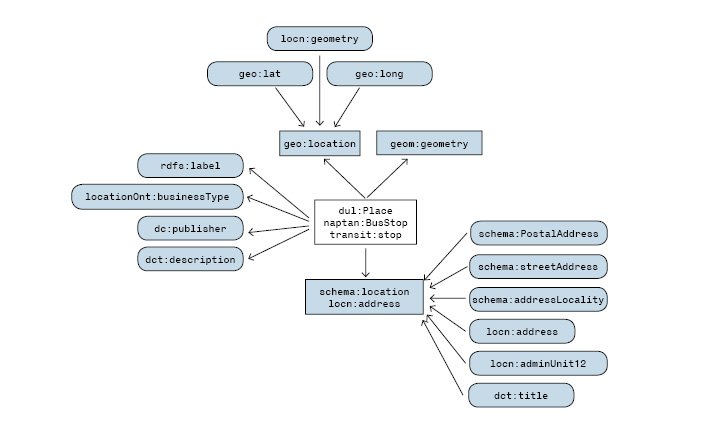 locn:geometry
geo:lat
geo:long
geo:location
geom:geometry
rdfs:label
locationOnt:businessType
dc:publisher
dct:description
dul:Place
naptan:BusStop
transit:stop
schema:location
locn:address
schema:PostalAddress
schema:streetAddress
schema:addressLocality
locn:address
locn:adminUnit12
dct:title